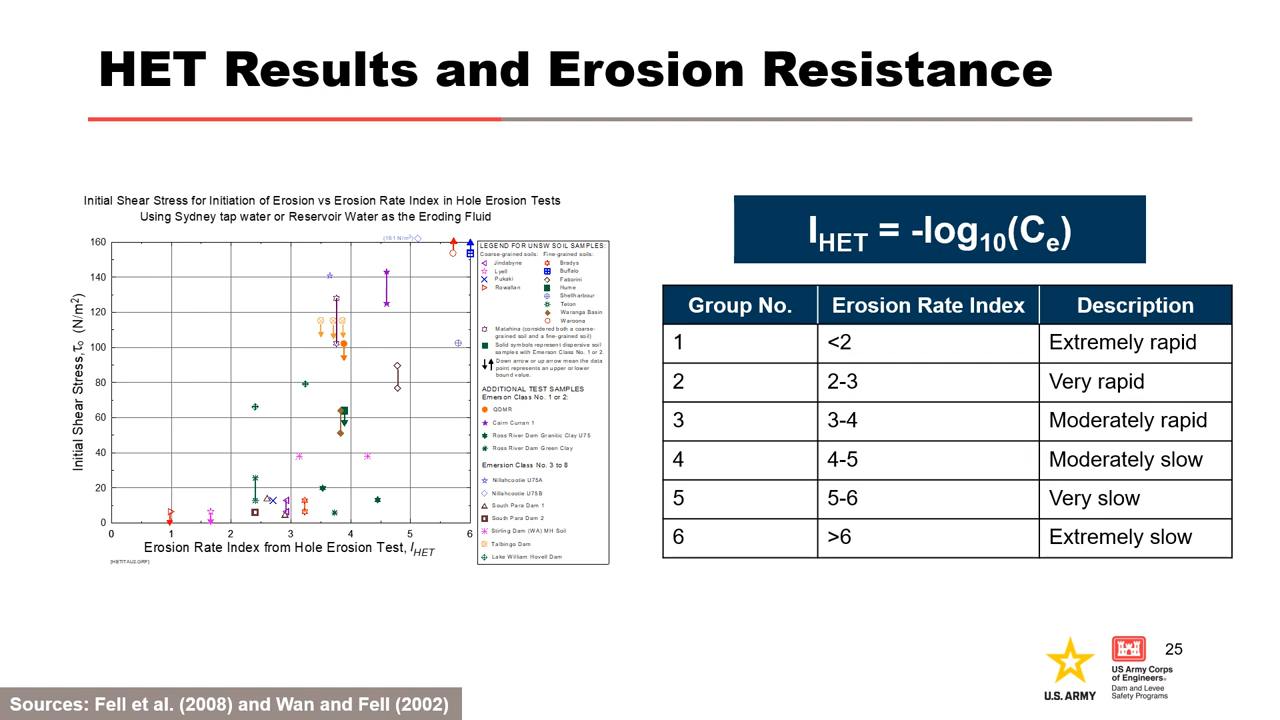 HET Results and Erosion Resistance
Initial Shear Stress for Initiation of Erosion vs Erosion Rate Index in Hole Erosion Tests
Using Sydney tap water or Reservoir Water as the Eroding Fluid
(181 N/m²)
160
140
120
100
80
60
40
20
0
Initial Shear Stress, τ₀ (N/m²)
0 1 2 3 4 5 6
Erosion Rate Index from Hole Erosion Test, I_HET
[HETITAU2.GRF]
LEGEND FOR UNSW SOIL SAMPLES:
Coarse-grained soils: Fine-grained soils:
Jindabyne Bradys
Lyell Buffalo
Pukaki Fattorini
Rowallan Hume
Shellharbour
Teton
Waranga Basin
Waroona
Matahina (considered both a coarse-
grained soil and a fine-grained soil)
Solid symbols represent dispersive soil
samples with Emerson Class No. 1 or 2.
Down arrow or up arrow mean the data
point represents an upper or lower
bound value.
ADDITIONAL TEST SAMPLES
Emerson Class No. 1 or 2:
QDMR
Cairn Curran 1
Ross River Dam Granitic Clay U75
Ross River Dam Green Clay
Emersion Class No. 3 to 8
Nillahcootie U75A
Nillahcootie U75B
South Para Dam 1
South Para Dam 2
Stirling Dam (WA) MH Soil
Talbingo Dam
Lake William Hovell Dam
I_HET = -log₁₀(Cₑ)
Group No. Erosion Rate Index Description
1 <2 Extremely rapid
2 2-3 Very rapid
3 3-4 Moderately rapid
4 4-5 Moderately slow
5 5-6 Very slow
6 >6 Extremely slow
25
U.S. ARMY
US Army Corps
of Engineers®
Dam and Levee
Safety Programs
Sources: Fell et al. (2008) and Wan and Fell (2002)